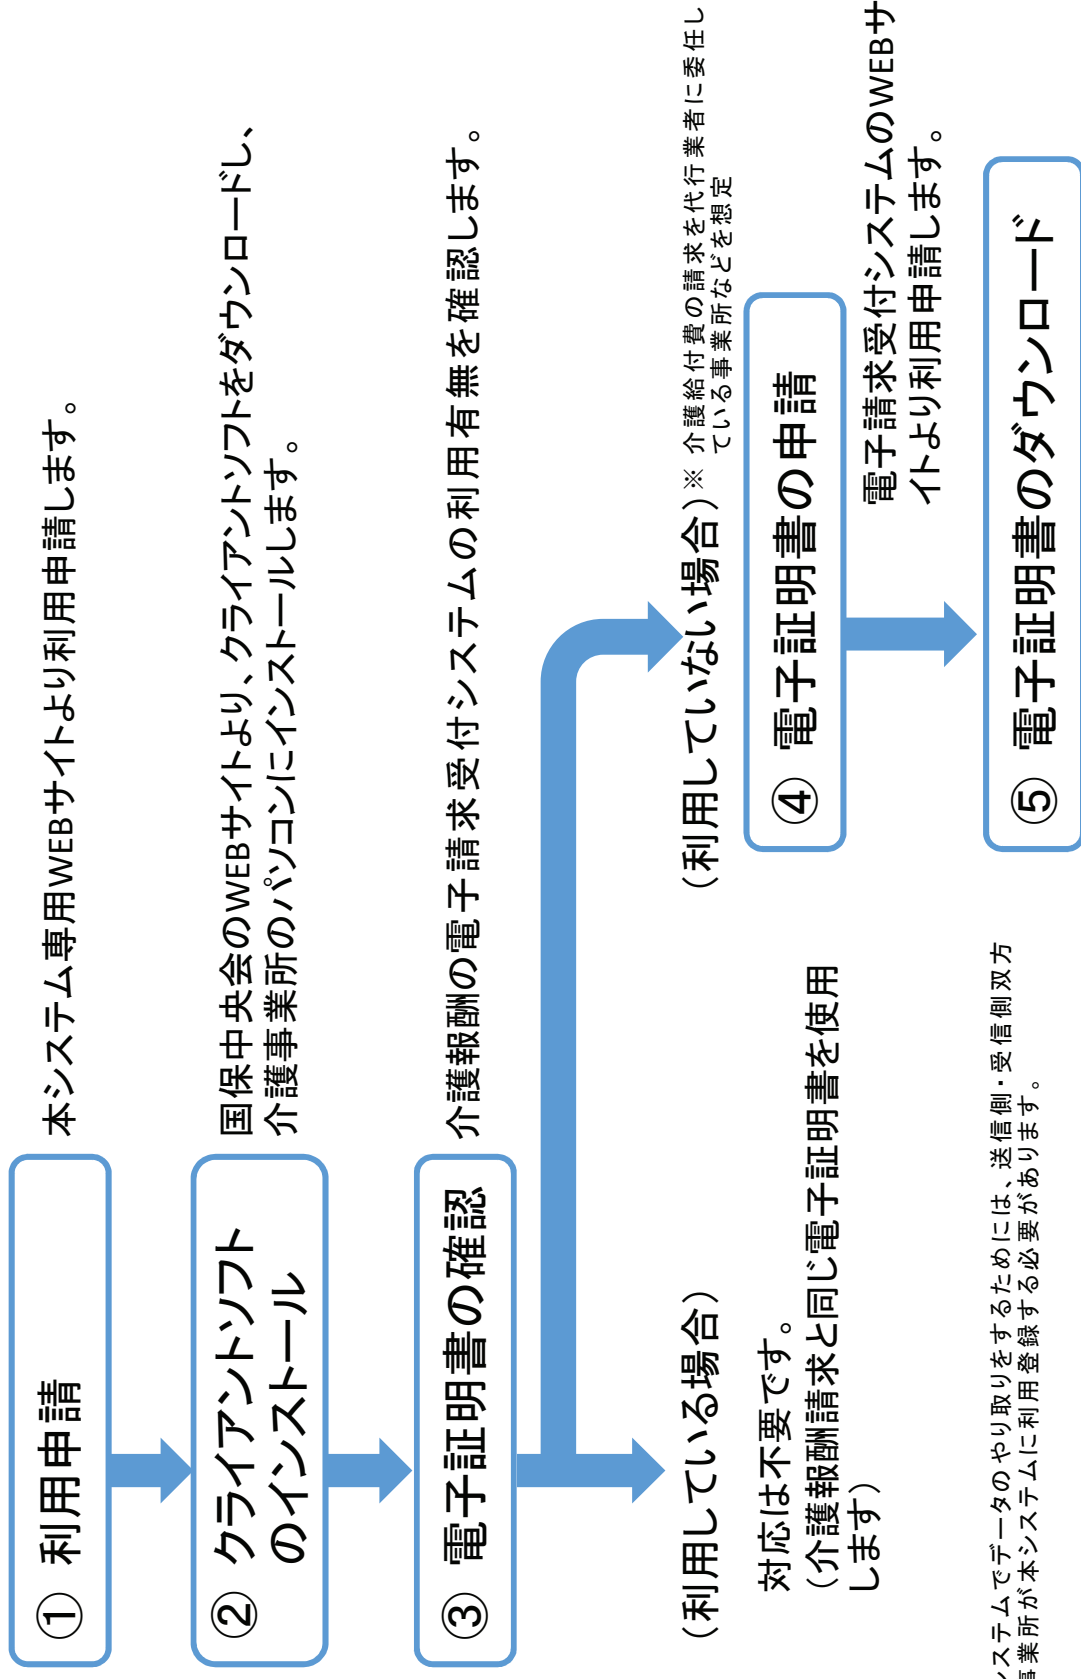 ① 利用申請
本システム専用WEBサイトより利用申請します。
② クライアントソフト
のインストール
国保中央会のWEBサイトより、クライアントソフトをダウンロードし、
介護事業所のパソコンにインストールします。
③ 電子証明書の確認
介護報酬の電子請求受付システムの利用有無を確認します。
（利用している場合）
対応は不要です。
（介護報酬請求と同じ電子証明書を使用
します）
（利用していない場合）
※ 介護給付費の請求を代行業者に委任し
ている事業所などを想定
④ 電子証明書の申請
電子請求受付システムのWEBサ
イトより利用申請します。
⑤ 電子証明書のダウンロード
ステムでデータのやり取りをするためには、送信側・受信側双方
業所が本システムに利用登録する必要があります。